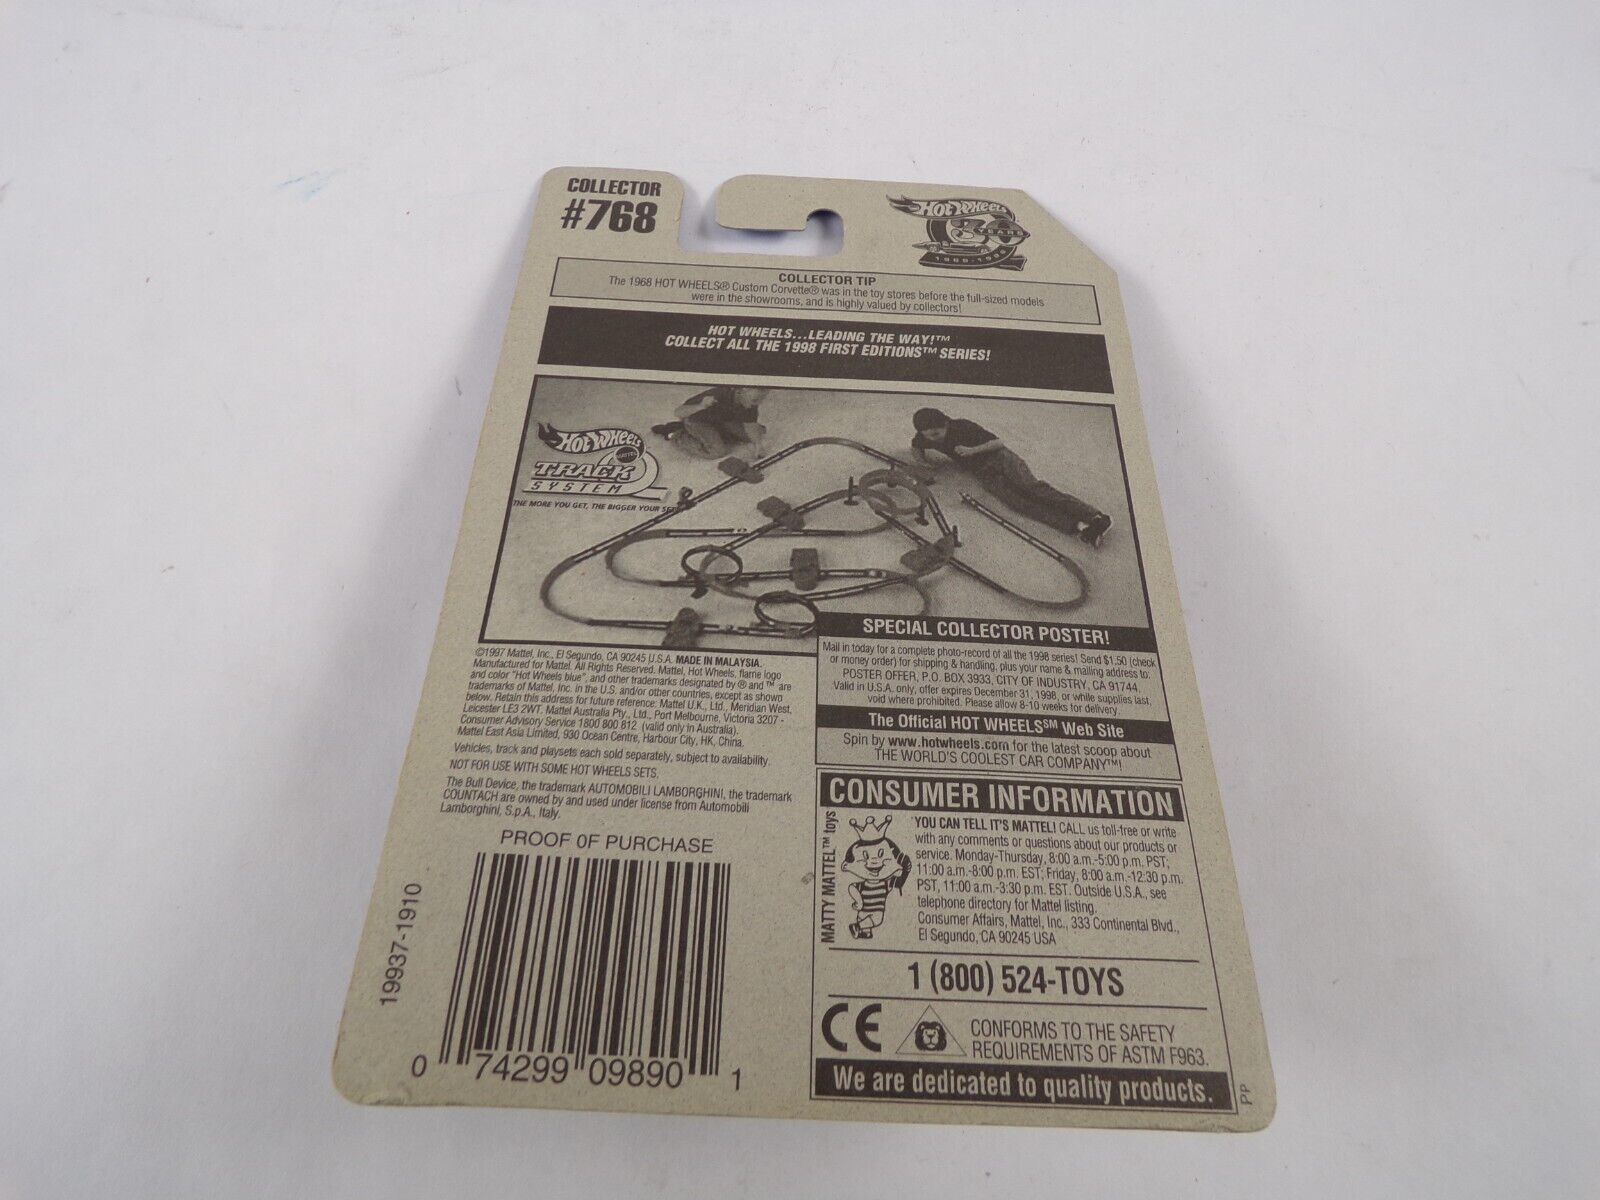 COLLECTOR
#768
HOT WHEELS
30
YEARS
1968-1998
COLLECTOR TIP
The 1968 HOT WHEELS® Custom Corvette® was in the toy stores before the full-sized models
were in the showrooms, and is highly valued by collectors!
HOT WHEELS...LEADING THE WAY!™
COLLECT ALL THE 1998 FIRST EDITIONS™ SERIES!
HOT WHEELS
MATTEL
TRACK
SYSTEM
THE MORE YOU GET, THE BIGGER YOUR SET
SPECIAL COLLECTOR POSTER!
Mail in today for a complete photo-record of all the 1998 series! Send $1.50 (check
or money order) for shipping & handling, plus your name & mailing address to:
POSTER OFFER, P.O. BOX 3933, CITY OF INDUSTRY, CA 91744.
Valid in U.S.A. only, offer expires December 31, 1998, or while supplies last,
void where prohibited. Please allow 8-10 weeks for delivery.
The Official HOT WHEELS℠ Web Site
Spin by www.hotwheels.com for the latest scoop about
THE WORLD'S COOLEST CAR COMPANY™!
©1997 Mattel, Inc., El Segundo, CA 90245 U.S.A. MADE IN MALAYSIA.
Manufactured for Mattel. All Rights Reserved. Mattel, Hot Wheels, flame logo
and color "Hot Wheels blue", and other trademarks designated by ® and ™ are
trademarks of Mattel, Inc. in the U.S. and/or other countries, except as shown
below. Retain this address for future reference: Mattel U.K., Ltd., Meridian West,
Leicester LE3 2WT. Mattel Australia Pty., Ltd., Port Melbourne, Victoria 3207 -
Consumer Advisory Service 1800 800 812 (valid only in Australia).
Mattel East Asia Limited, 930 Ocean Centre, Harbour City, HK, China.
Vehicles, track and playsets each sold separately, subject to availability.
NOT FOR USE WITH SOME HOT WHEELS SETS.
The Bull Device, the trademark AUTOMOBILI LAMBORGHINI, the trademark
COUNTACH are owned by and used under license from Automobili
Lamborghini, S.p.A., Italy.
PROOF OF PURCHASE
19937-1910
0 74299 09890 1
CONSUMER INFORMATION
MATTY MATTEL™ toys
YOU CAN TELL IT'S MATTEL! CALL us toll-free or write
with any comments or questions about our products or
service. Monday-Thursday, 8:00 a.m.-5:00 p.m. PST;
11:00 a.m.-8:00 p.m. EST; Friday, 8:00 a.m.-12:30 p.m.
PST, 11:00 a.m.-3:30 p.m. EST. Outside U.S.A., see
telephone directory for Mattel listing.
Consumer Affairs, Mattel, Inc., 333 Continental Blvd.,
El Segundo, CA 90245 USA
1 (800) 524-TOYS
CE
CONFORMS TO THE SAFETY
REQUIREMENTS OF ASTM F963.
We are dedicated to quality products.
PP